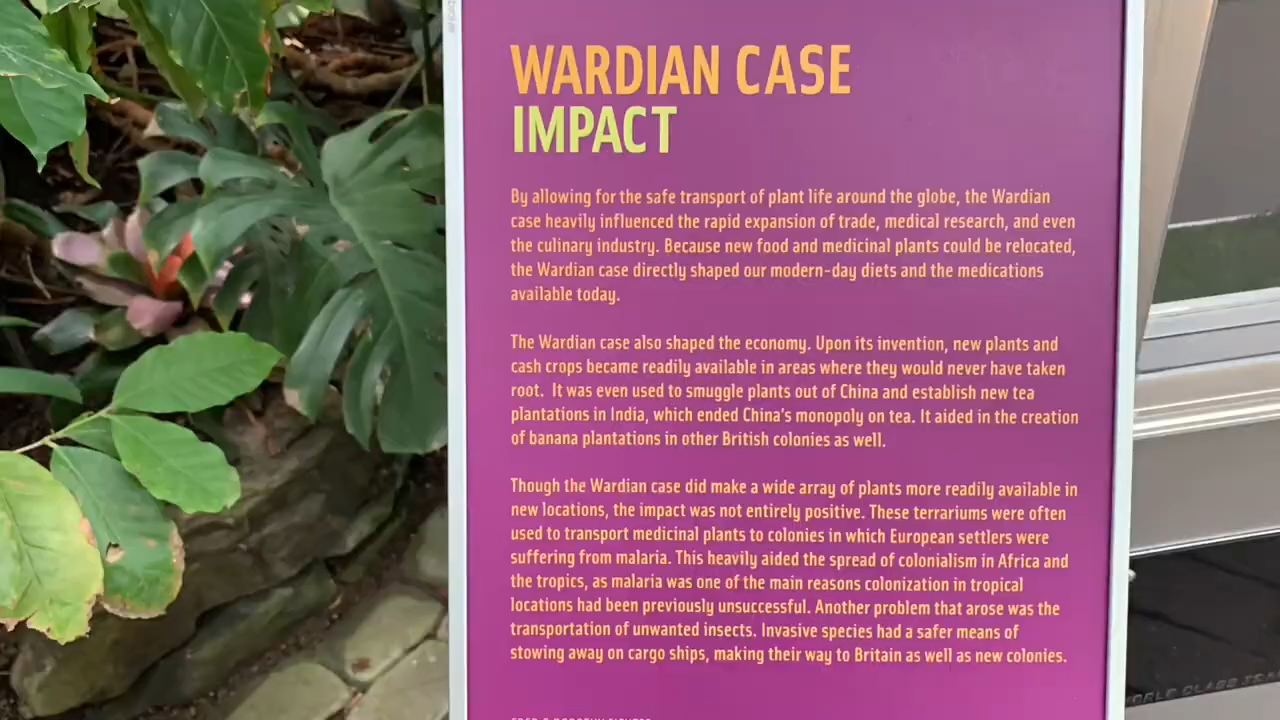 WARDIAN CASE
IMPACT
By allowing for the safe transport of plant life around the globe, the Wardian
case heavily influenced the rapid expansion of trade, medical research, and even
the culinary industry. Because new food and medicinal plants could be relocated,
the Wardian case directly shaped our modern-day diets and the medications
available today.
The Wardian case also shaped the economy. Upon its invention, new plants and
cash crops became readily available in areas where they would never have taken
root. It was even used to smuggle plants out of China and establish new tea
plantations in India, which ended China's monopoly on tea. It aided in the creation
of banana plantations in other British colonies as well.
Though the Wardian case did make a wide array of plants more readily available in
new locations, the impact was not entirely positive. These terrariums were often
used to transport medicinal plants to colonies in which European settlers were
suffering from malaria. This heavily aided the spread of colonialism in Africa and
the tropics, as malaria was one of the main reasons colonization in tropical
locations had been previously unsuccessful. Another problem that arose was the
transportation of unwanted insects. Invasive species had a safer means of
stowing away on cargo ships, making their way to Britain as well as new colonies.